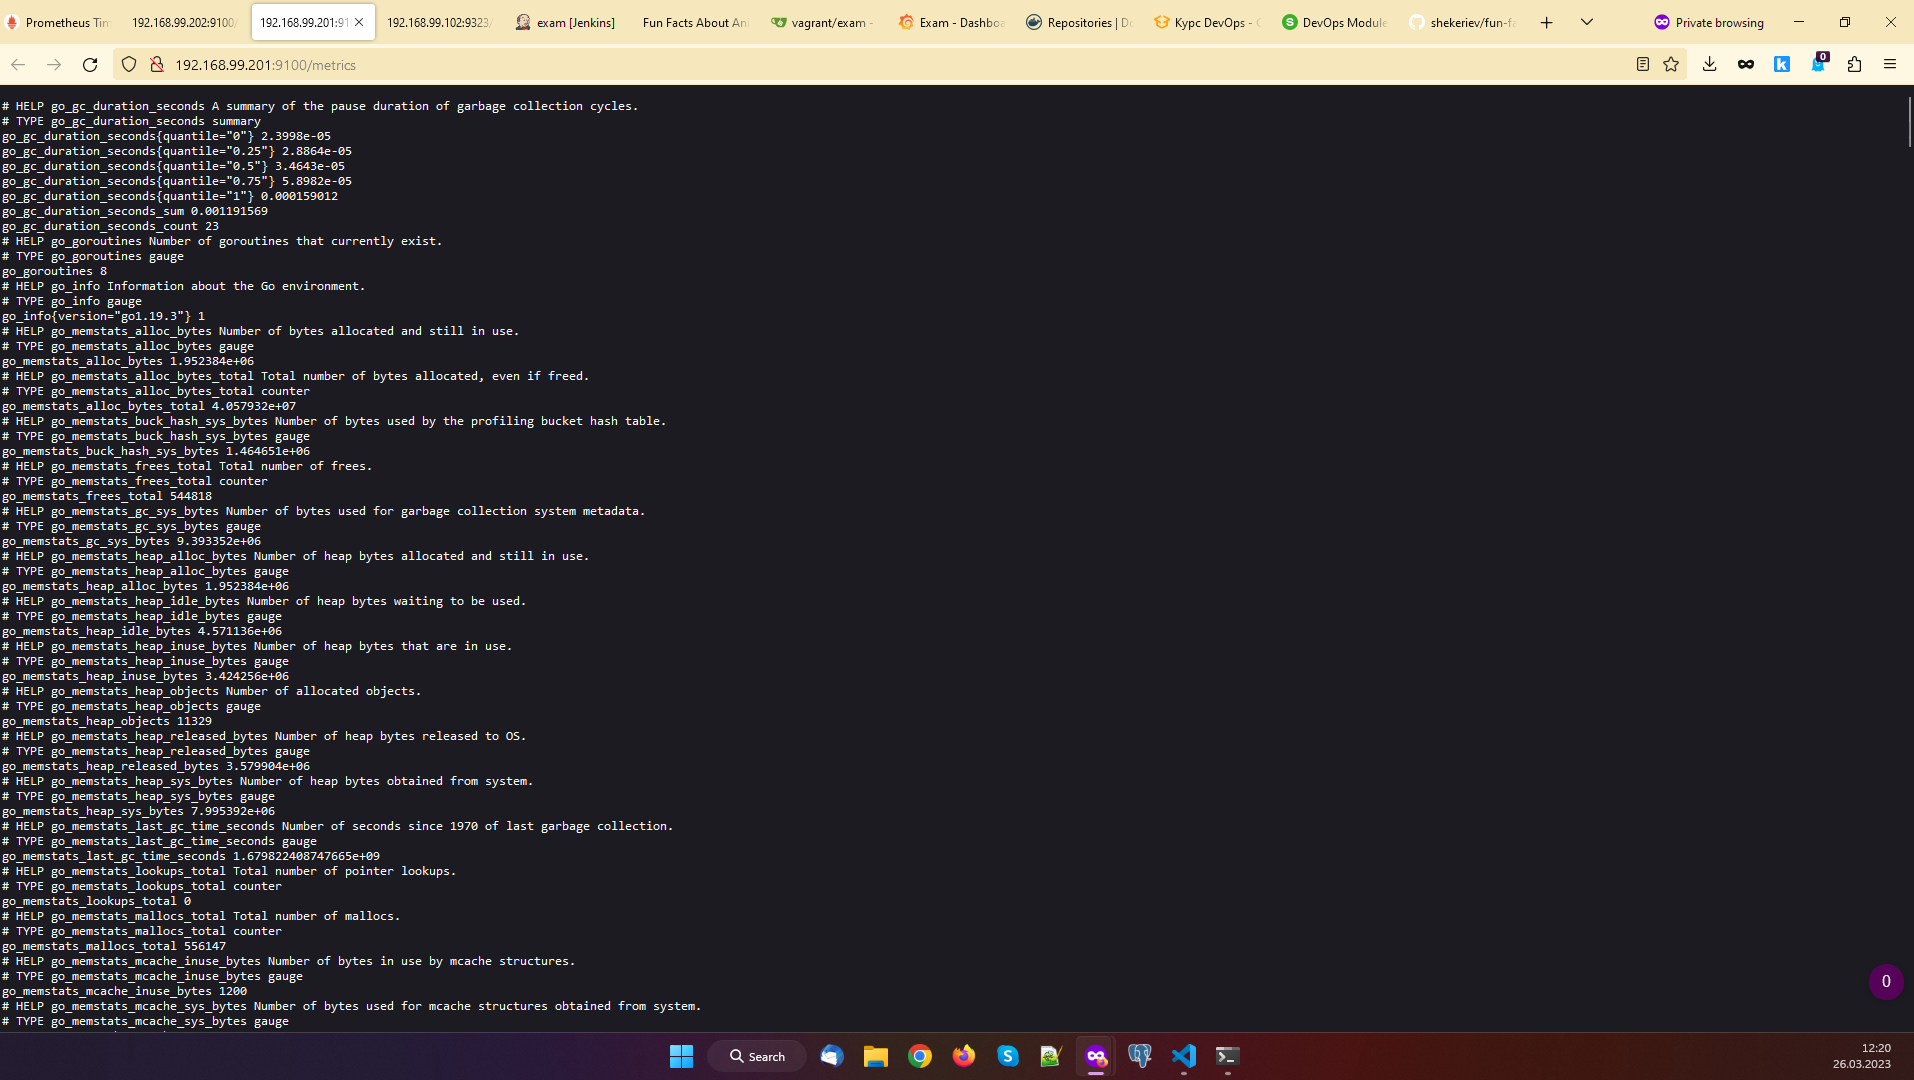 Prometheus Tim
192.168.99.202:9100/
192.168.99.201:91
192.168.99.102:9323/
exam [Jenkins]
Fun Facts About Ani
vagrant/exam -
Exam - Dashboa
Repositories | Do
Курс DevOps - О
DevOps Module
shekeriev/fun-fa
Private browsing
192.168.99.201:9100/metrics
0
# HELP go_gc_duration_seconds A summary of the pause duration of garbage collection cycles.
# TYPE go_gc_duration_seconds summary
go_gc_duration_seconds{quantile="0"} 2.3998e-05
go_gc_duration_seconds{quantile="0.25"} 2.8864e-05
go_gc_duration_seconds{quantile="0.5"} 3.4643e-05
go_gc_duration_seconds{quantile="0.75"} 5.8982e-05
go_gc_duration_seconds{quantile="1"} 0.000159012
go_gc_duration_seconds_sum 0.001191569
go_gc_duration_seconds_count 23
# HELP go_goroutines Number of goroutines that currently exist.
# TYPE go_goroutines gauge
go_goroutines 8
# HELP go_info Information about the Go environment.
# TYPE go_info gauge
go_info{version="go1.19.3"} 1
# HELP go_memstats_alloc_bytes Number of bytes allocated and still in use.
# TYPE go_memstats_alloc_bytes gauge
go_memstats_alloc_bytes 1.952384e+06
# HELP go_memstats_alloc_bytes_total Total number of bytes allocated, even if freed.
# TYPE go_memstats_alloc_bytes_total counter
go_memstats_alloc_bytes_total 4.057932e+07
# HELP go_memstats_buck_hash_sys_bytes Number of bytes used by the profiling bucket hash table.
# TYPE go_memstats_buck_hash_sys_bytes gauge
go_memstats_buck_hash_sys_bytes 1.464651e+06
# HELP go_memstats_frees_total Total number of frees.
# TYPE go_memstats_frees_total counter
go_memstats_frees_total 544818
# HELP go_memstats_gc_sys_bytes Number of bytes used for garbage collection system metadata.
# TYPE go_memstats_gc_sys_bytes gauge
go_memstats_gc_sys_bytes 9.393352e+06
# HELP go_memstats_heap_alloc_bytes Number of heap bytes allocated and still in use.
# TYPE go_memstats_heap_alloc_bytes gauge
go_memstats_heap_alloc_bytes 1.952384e+06
# HELP go_memstats_heap_idle_bytes Number of heap bytes waiting to be used.
# TYPE go_memstats_heap_idle_bytes gauge
go_memstats_heap_idle_bytes 4.571136e+06
# HELP go_memstats_heap_inuse_bytes Number of heap bytes that are in use.
# TYPE go_memstats_heap_inuse_bytes gauge
go_memstats_heap_inuse_bytes 3.424256e+06
# HELP go_memstats_heap_objects Number of allocated objects.
# TYPE go_memstats_heap_objects gauge
go_memstats_heap_objects 11329
# HELP go_memstats_heap_released_bytes Number of heap bytes released to OS.
# TYPE go_memstats_heap_released_bytes gauge
go_memstats_heap_released_bytes 3.579904e+06
# HELP go_memstats_heap_sys_bytes Number of heap bytes obtained from system.
# TYPE go_memstats_heap_sys_bytes gauge
go_memstats_heap_sys_bytes 7.995392e+06
# HELP go_memstats_last_gc_time_seconds Number of seconds since 1970 of last garbage collection.
# TYPE go_memstats_last_gc_time_seconds gauge
go_memstats_last_gc_time_seconds 1.679822408747665e+09
# HELP go_memstats_lookups_total Total number of pointer lookups.
# TYPE go_memstats_lookups_total counter
go_memstats_lookups_total 0
# HELP go_memstats_mallocs_total Total number of mallocs.
# TYPE go_memstats_mallocs_total counter
go_memstats_mallocs_total 556147
# HELP go_memstats_mcache_inuse_bytes Number of bytes in use by mcache structures.
# TYPE go_memstats_mcache_inuse_bytes gauge
go_memstats_mcache_inuse_bytes 1200
# HELP go_memstats_mcache_sys_bytes Number of bytes used for mcache structures obtained from system.
# TYPE go_memstats_mcache_sys_bytes gauge
0
Search
12:20
26.03.2023